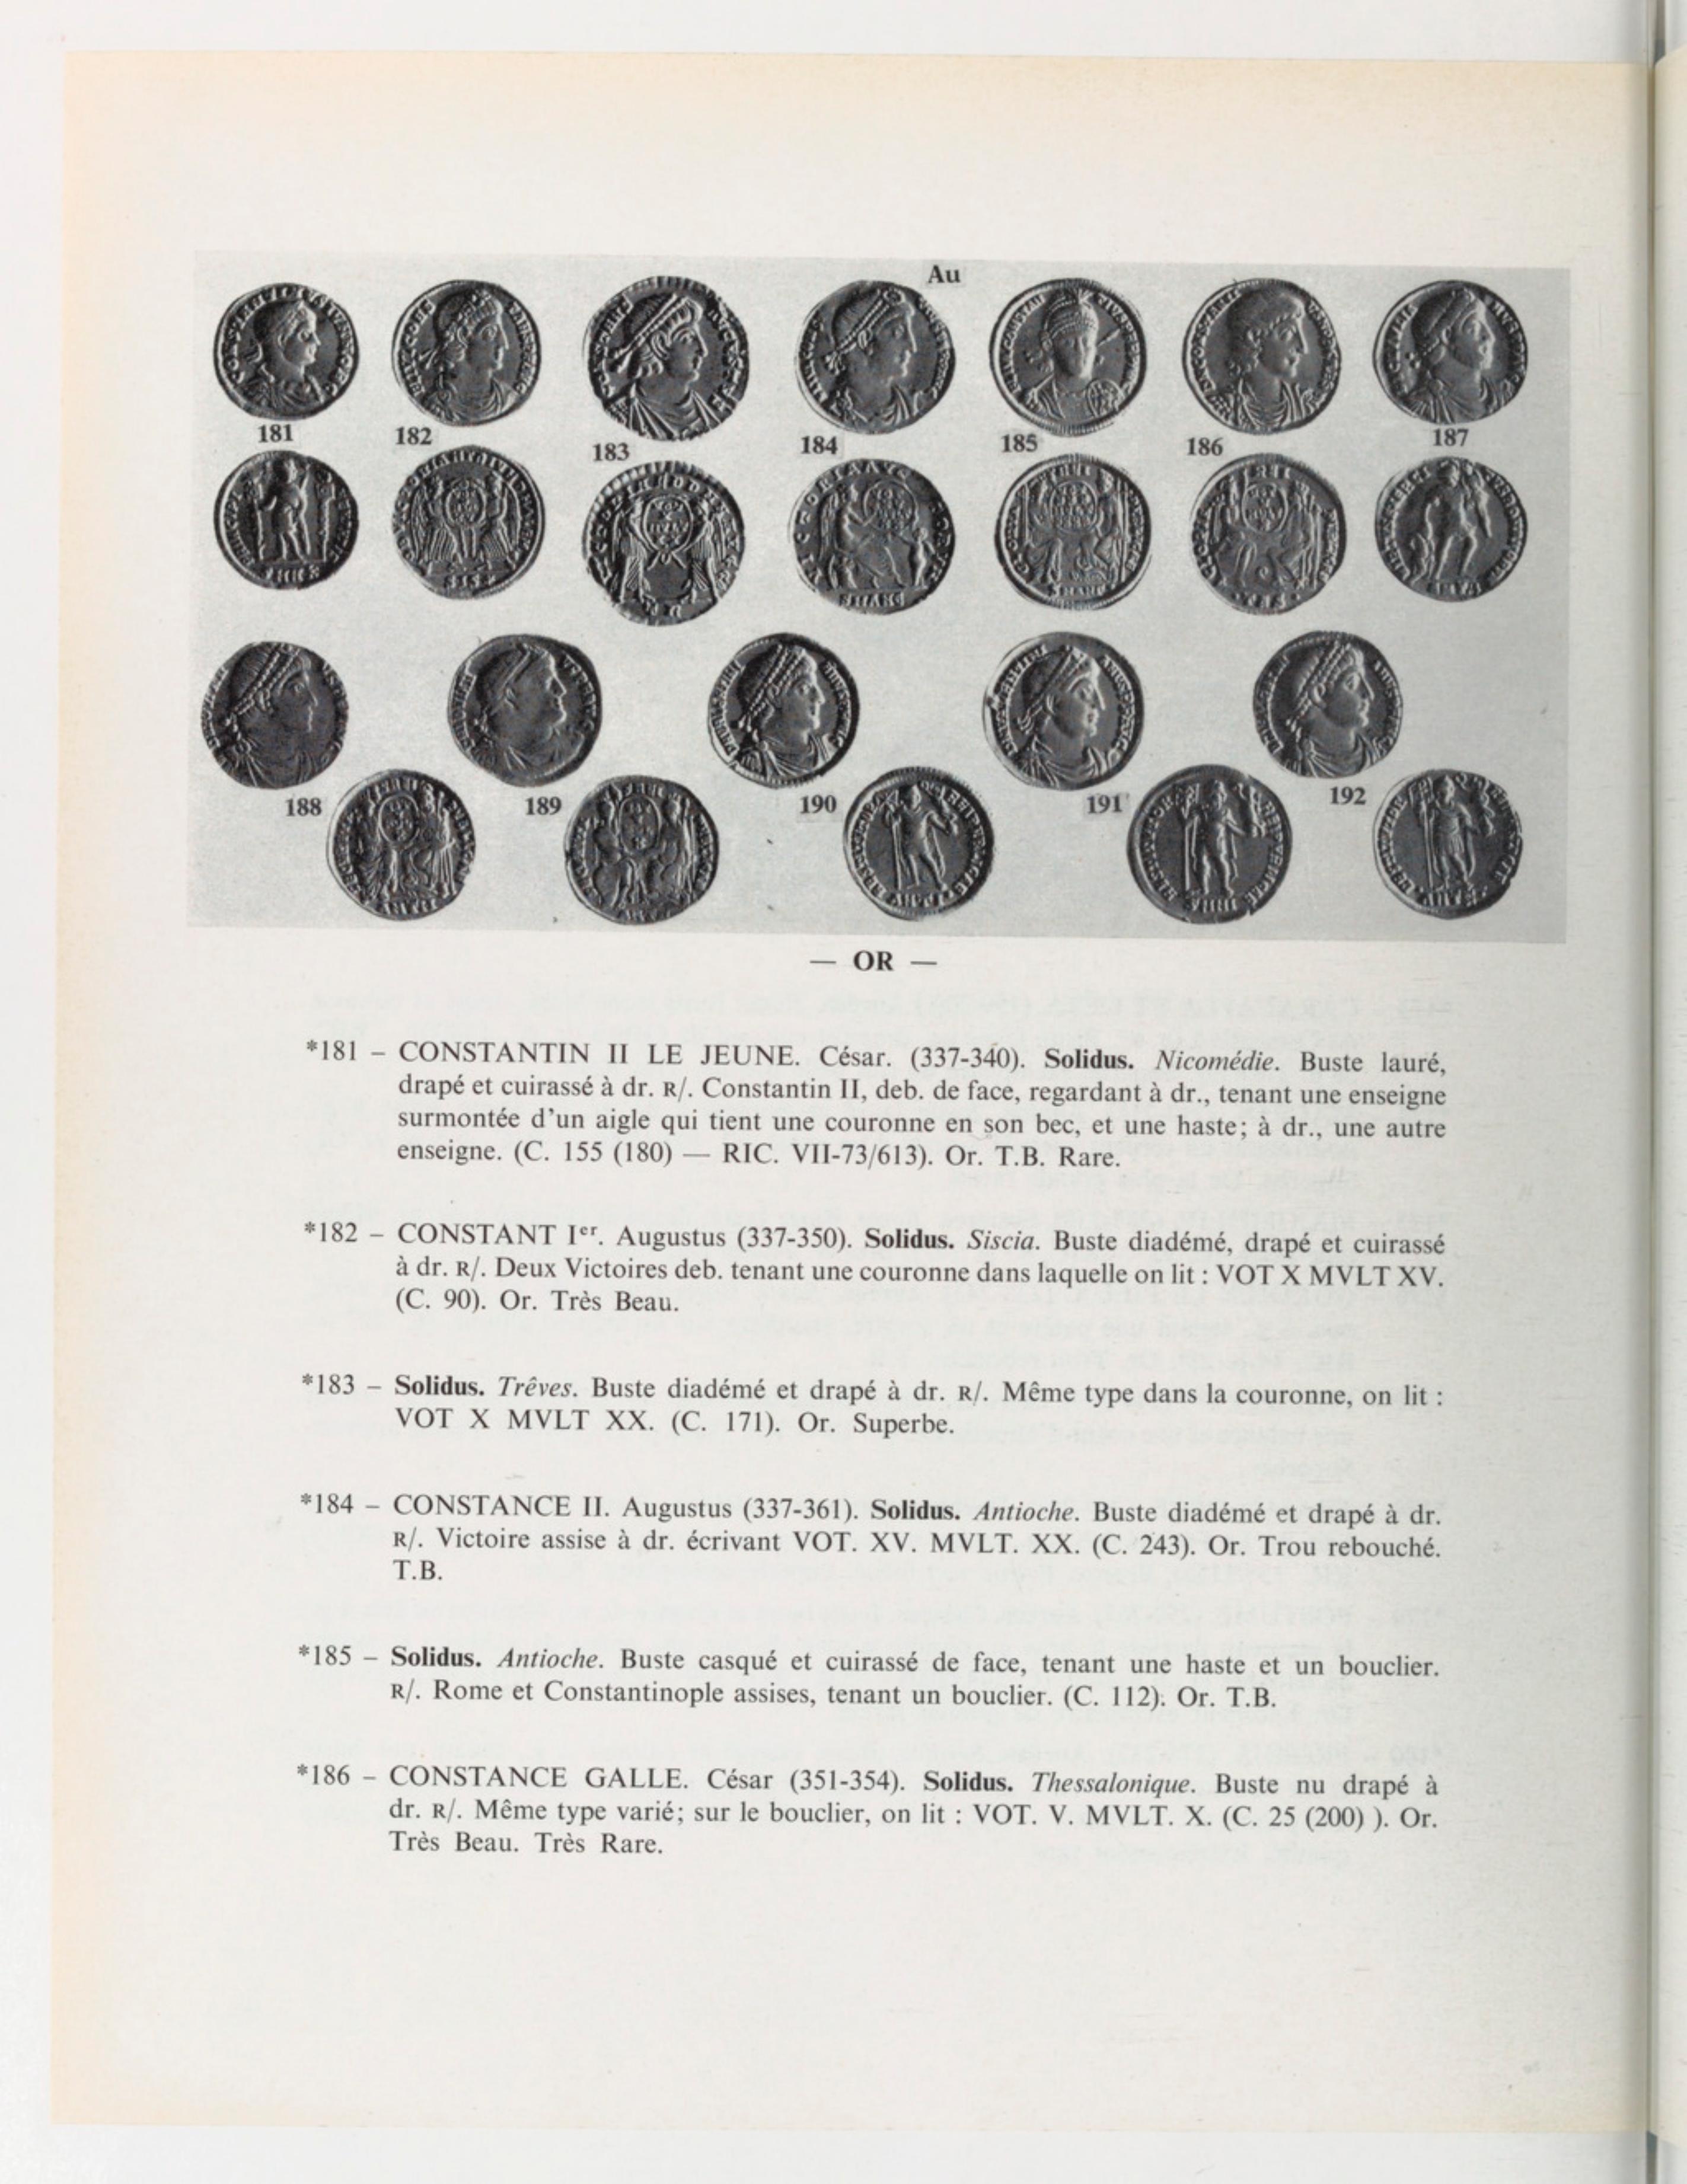 Au
181 182 183 184 185 186 187
SISZ
SMANG
188 189 190 191 192
— OR —
*181 – CONSTANTIN II LE JEUNE. César. (337-340). Solidus. Nicomédie. Buste lauré,
drapé et cuirassé à dr. R/. Constantin II, deb. de face, regardant à dr., tenant une enseigne
surmontée d'un aigle qui tient une couronne en son bec, et une haste; à dr., une autre
enseigne. (C. 155 (180) — RIC. VII-73/613). Or. T.B. Rare.
*182 – CONSTANT Ier. Augustus (337-350). Solidus. Siscia. Buste diadémé, drapé et cuirassé
à dr. R/. Deux Victoires deb. tenant une couronne dans laquelle on lit : VOT X MVLT XV.
(C. 90). Or. Très Beau.
*183 – Solidus. Trêves. Buste diadémé et drapé à dr. R/. Même type dans la couronne, on lit :
VOT X MVLT XX. (C. 171). Or. Superbe.
*184 – CONSTANCE II. Augustus (337-361). Solidus. Antioche. Buste diadémé et drapé à dr.
R/. Victoire assise à dr. écrivant VOT. XV. MVLT. XX. (C. 243). Or. Trou rebouché.
T.B.
*185 – Solidus. Antioche. Buste casqué et cuirassé de face, tenant une haste et un bouclier.
R/. Rome et Constantinople assises, tenant un bouclier. (C. 112). Or. T.B.
*186 – CONSTANCE GALLE. César (351-354). Solidus. Thessalonique. Buste nu drapé à
dr. R/. Même type varié; sur le bouclier, on lit : VOT. V. MVLT. X. (C. 25 (200) ). Or.
Très Beau. Très Rare.